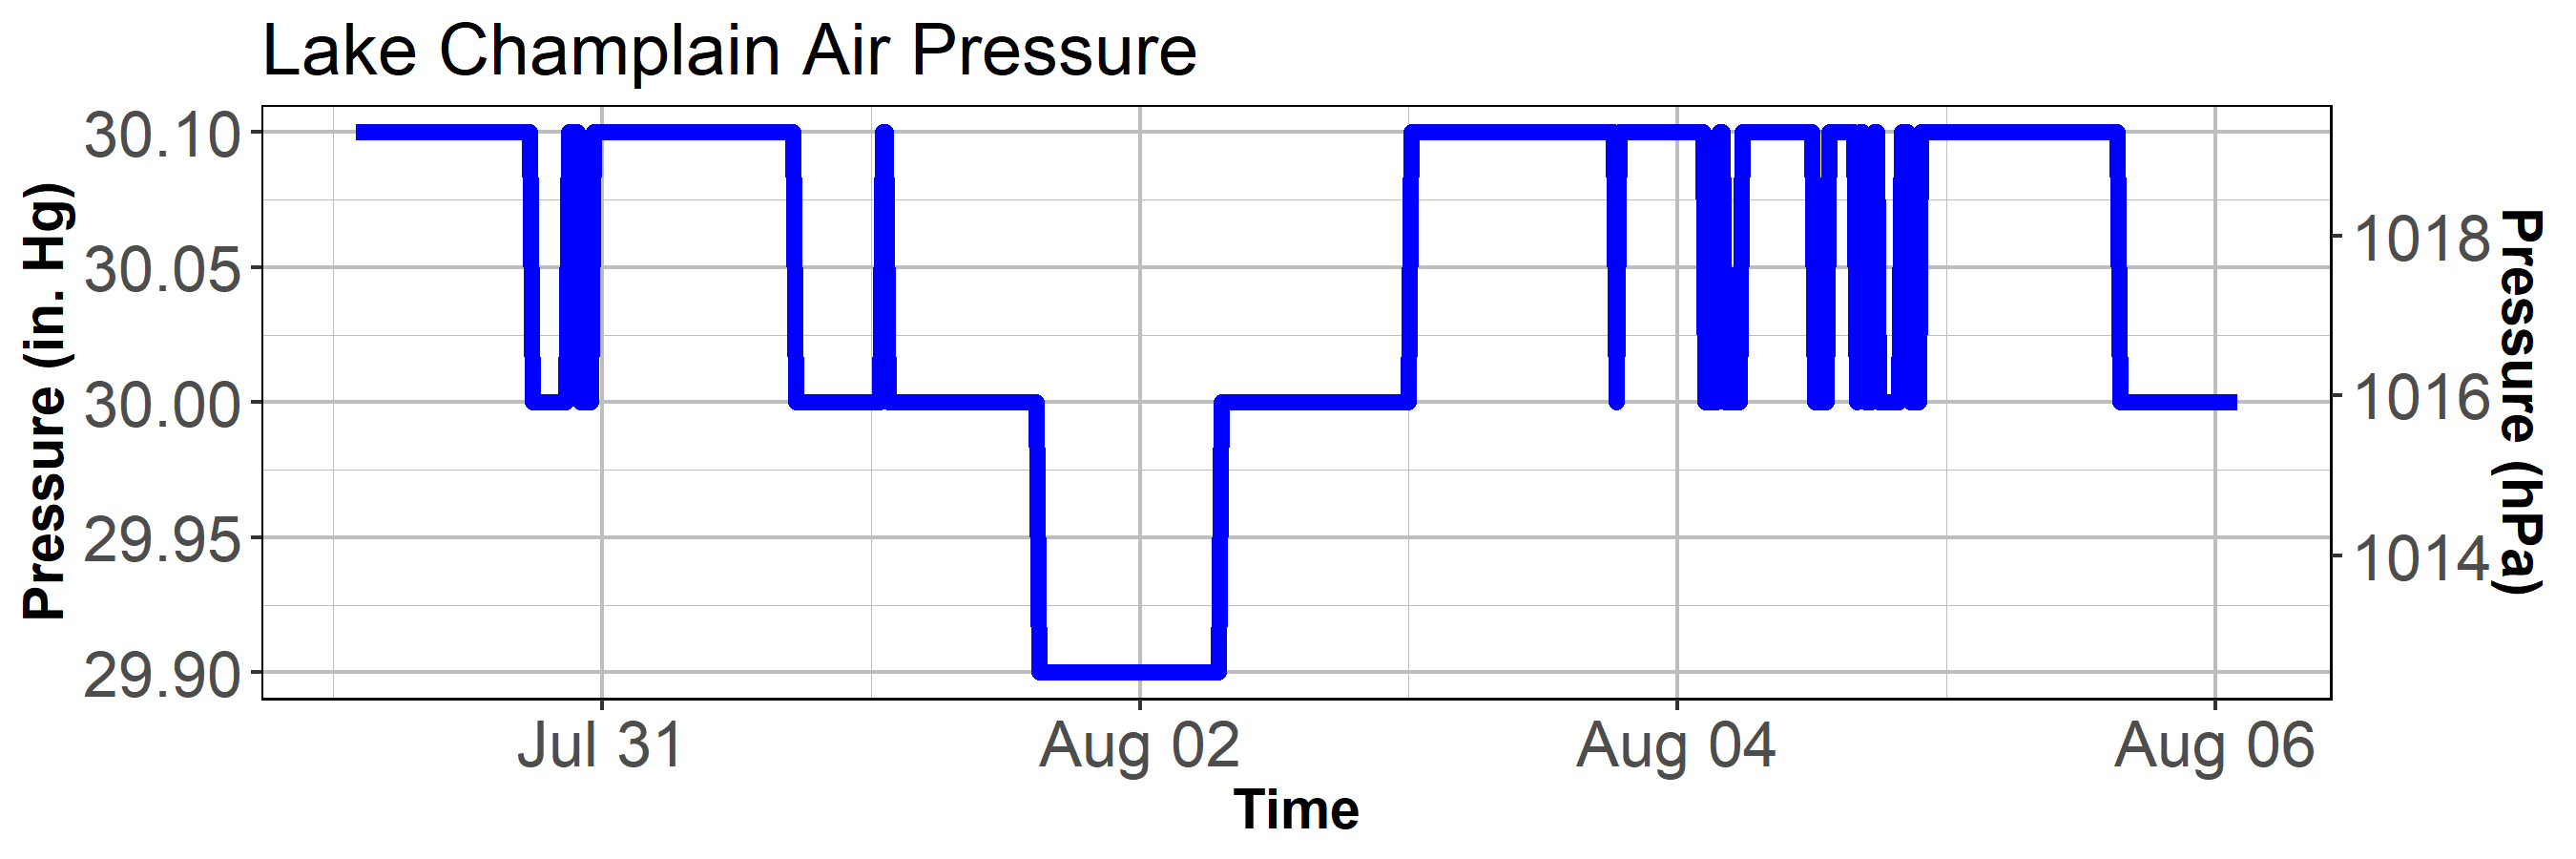 Lake Champlain Air Pressure
Pressure (in. Hg)
30.10
30.05
30.00
29.95
29.90
1018
1016
1014
Pressure (hPa)
Jul 31
Aug 02
Aug 04
Aug 06
Time